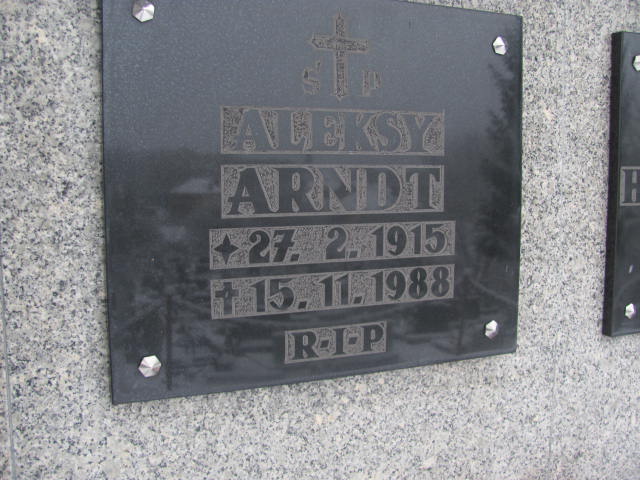 S P
ALEKSY
ARNDT
27. 2. 1915
15. 11. 1988
R-I-P